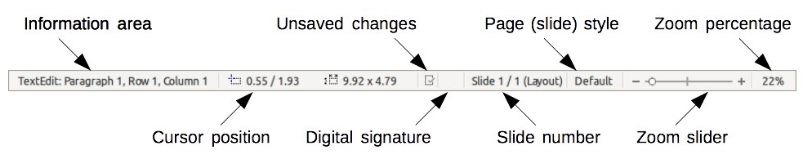 Information area Unsaved changes Page (slide) style Zoom percentage
TextEdit: Paragraph 1, Row 1, Column 1 0.55 / 1.93 9.92 x 4.79 Slide 1 / 1 (Layout) Default − + 22%
Cursor position Digital signature Slide number Zoom slider